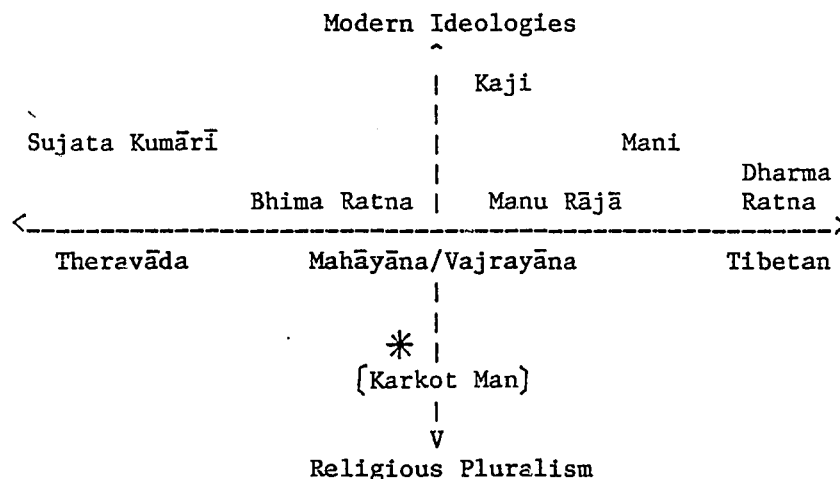 Modern Ideologies
Kaji
Sujata Kumārī Mani
Dharma
Bhima Ratna Manu Rājā Ratna
Theravāda Mahāyāna/Vajrayāna Tibetan
*
[Karkot Man]
V
Religious Pluralism